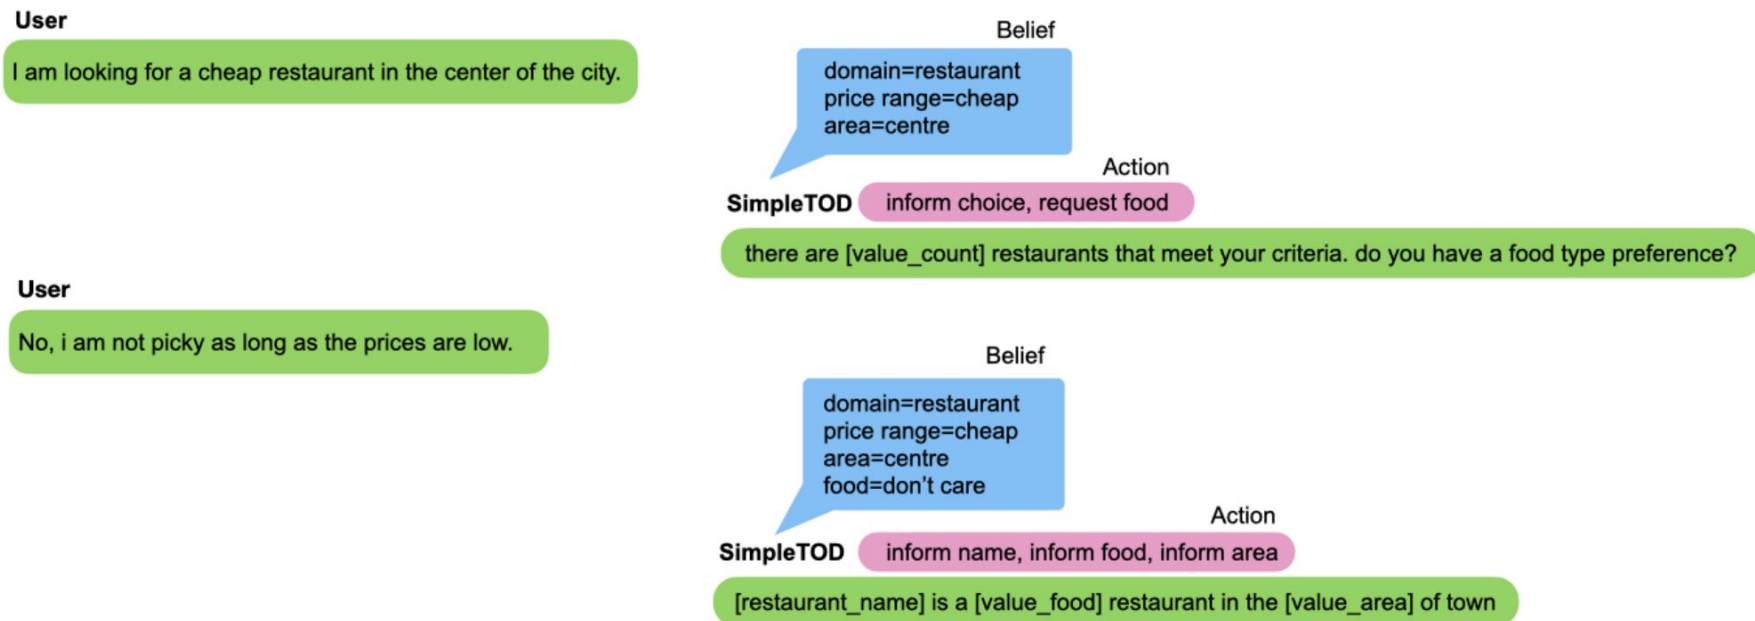 User
I am looking for a cheap restaurant in the center of the city.
Belief
domain=restaurant
price range=cheap
area=centre
Action
SimpleTOD inform choice, request food
there are [value_count] restaurants that meet your criteria. do you have a food type preference?
User
No, i am not picky as long as the prices are low.
Belief
domain=restaurant
price range=cheap
area=centre
food=don't care
Action
SimpleTOD inform name, inform food, inform area
[restaurant_name] is a [value_food] restaurant in the [value_area] of town